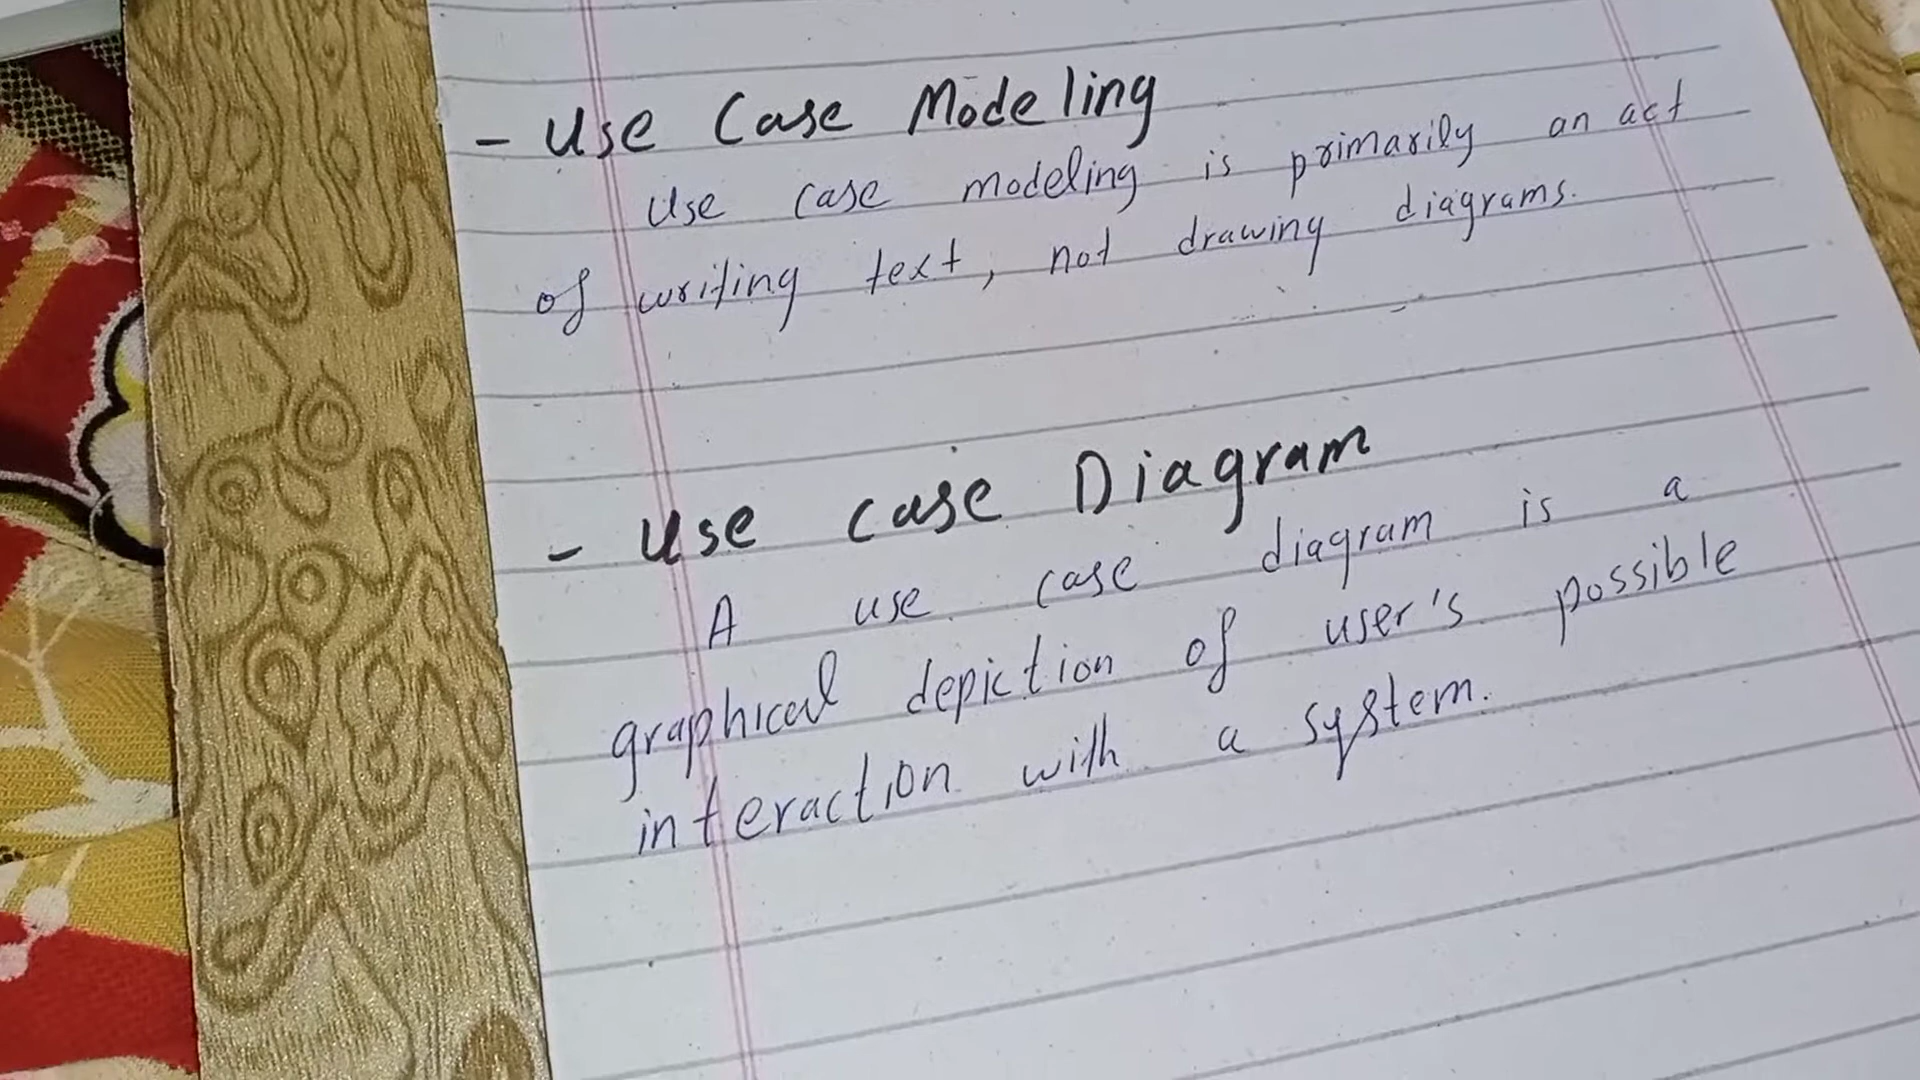 - Use Case Modeling
Use case modeling is primarily an act
of writing text, not drawing diagrams.
- Use case Diagram
A use case diagram is a
graphical depiction of user's possible
interaction with a system.